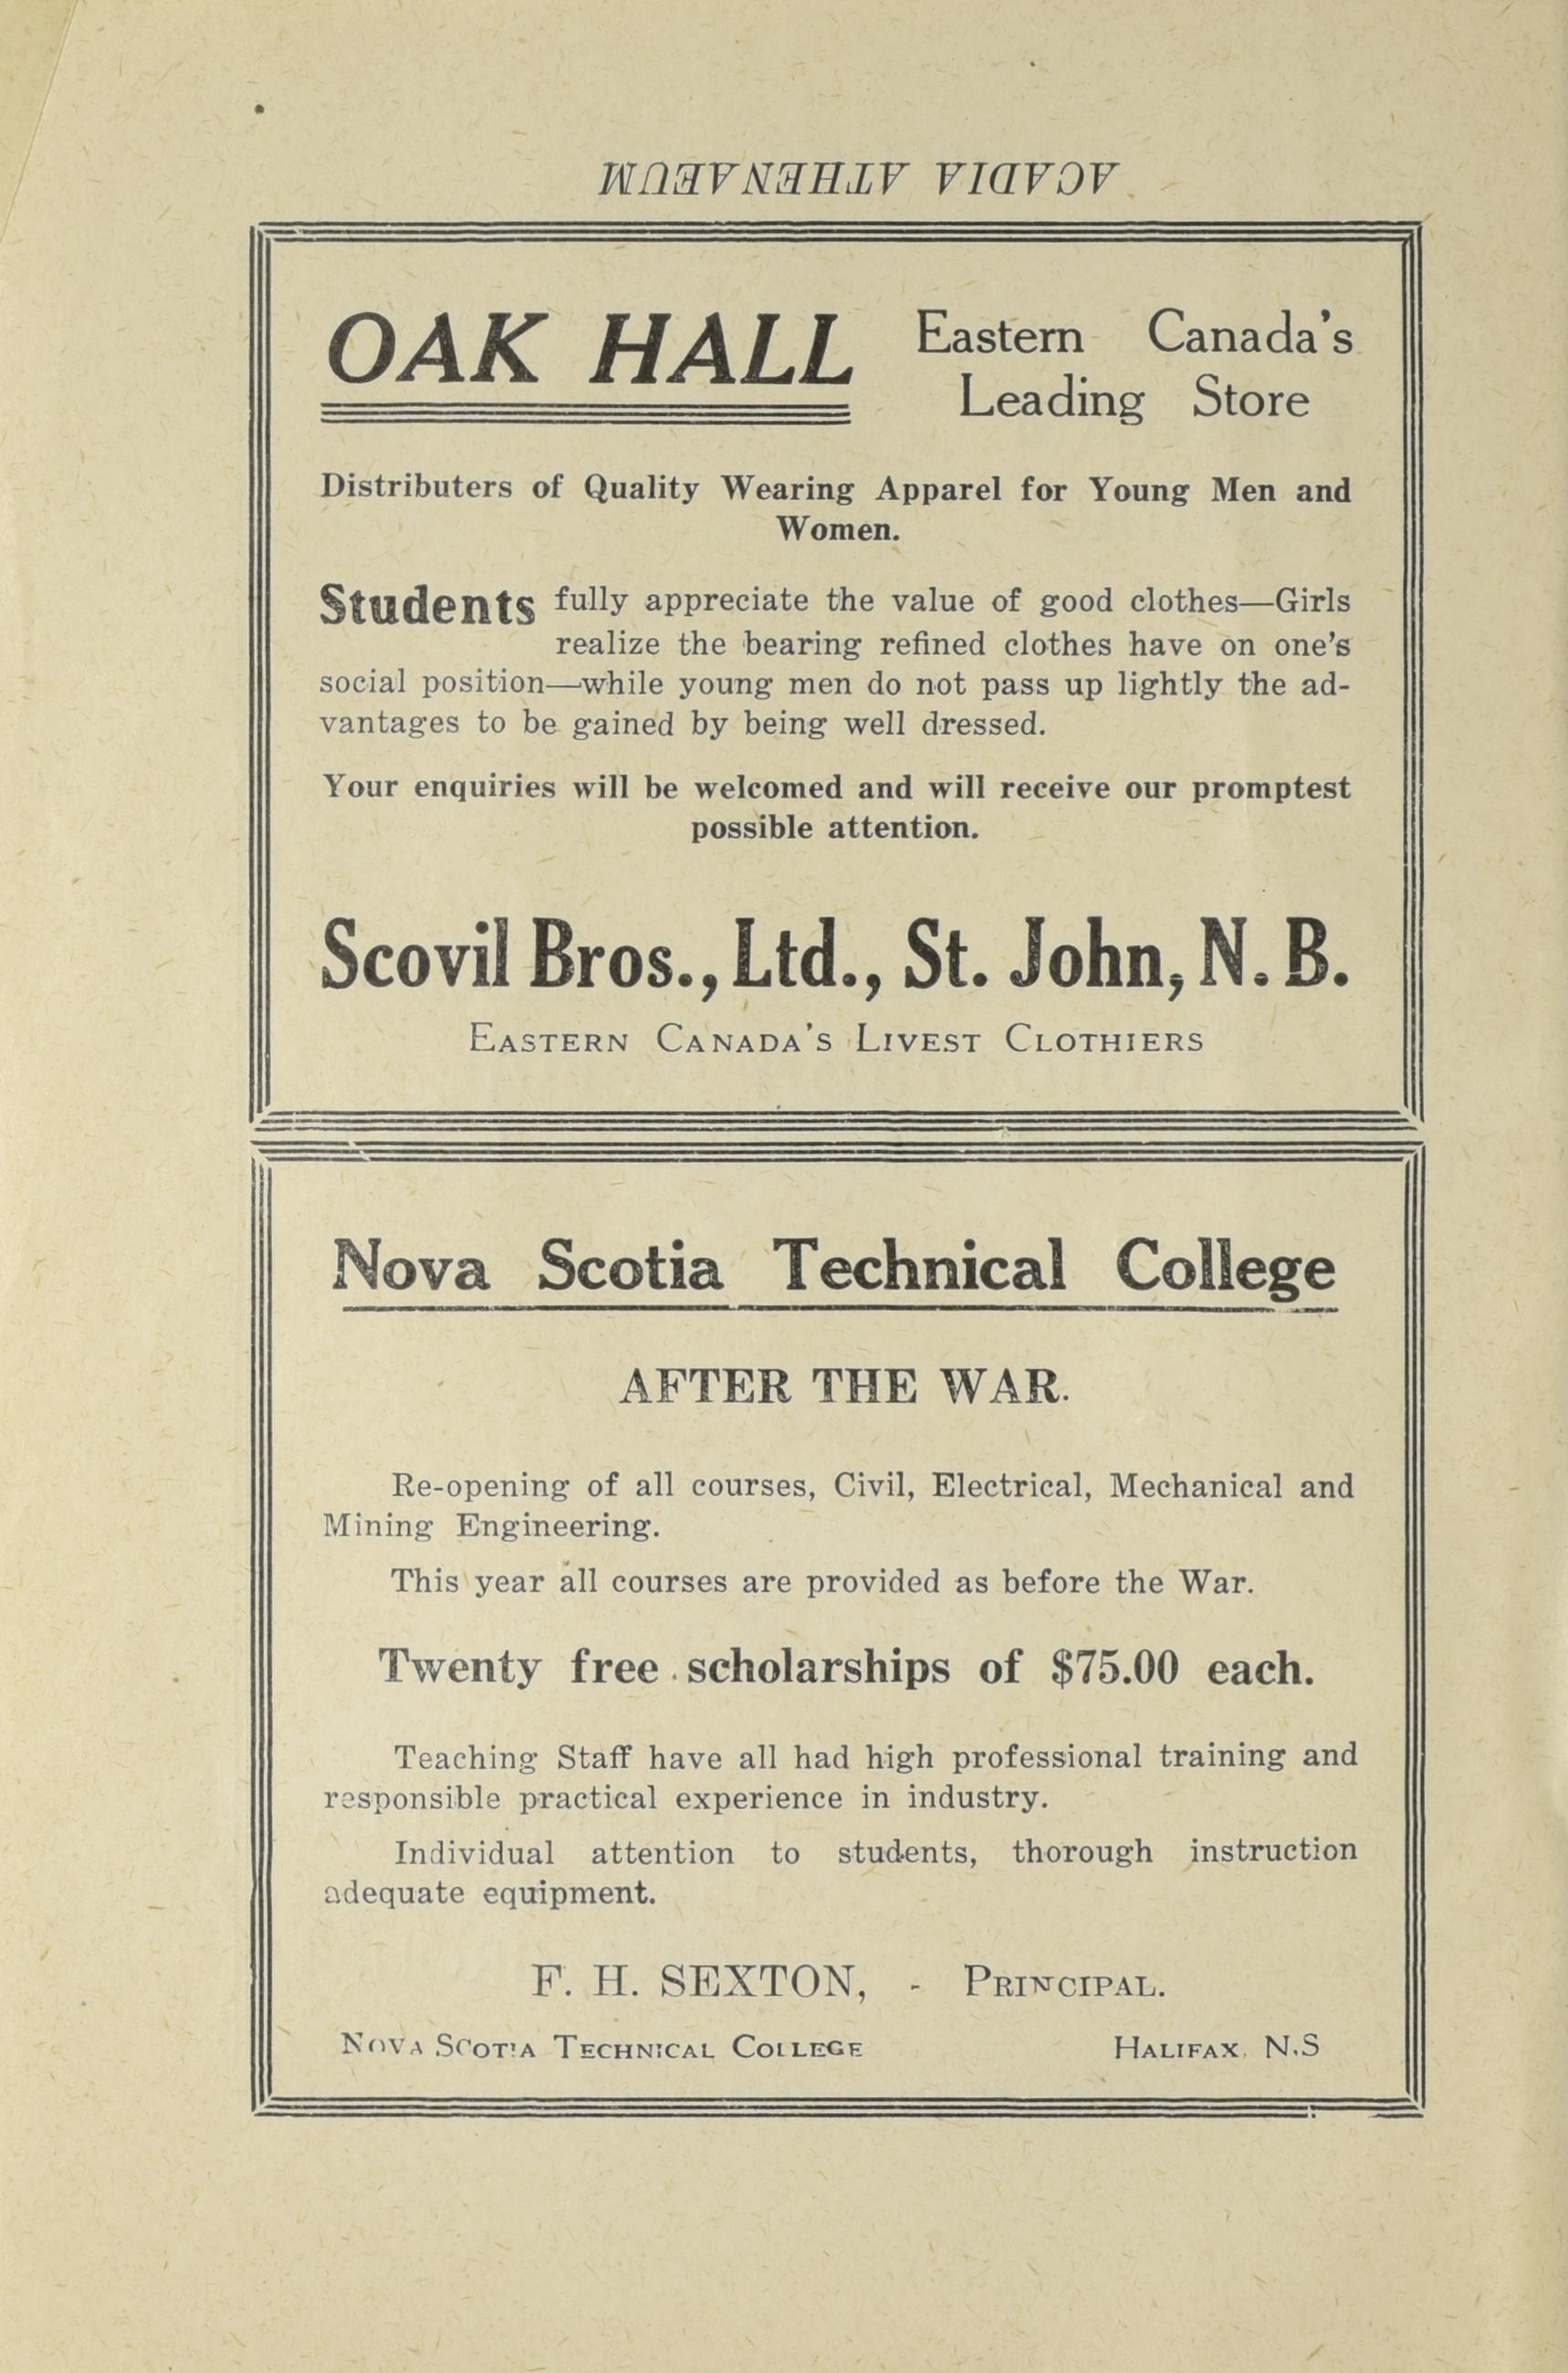 ACADIA ATHENAEUM
OAK HALL
Eastern Canada's
Leading Store
Distributers of Quality Wearing Apparel for Young Men and
Women.
Students fully appreciate the value of good clothes—Girls
realize the bearing refined clothes have on one's
social position—while young men do not pass up lightly the ad-
vantages to be gained by being well dressed.
Your enquiries will be welcomed and will receive our promptest
possible attention.
Scovil Bros., Ltd., St. John, N. B.
EASTERN CANADA'S LIVEST CLOTHIERS
Nova Scotia Technical College
AFTER THE WAR.
Re-opening of all courses, Civil, Electrical, Mechanical and
Mining Engineering.
This year all courses are provided as before the War.
Twenty free scholarships of $75.00 each.
Teaching Staff have all had high professional training and
responsible practical experience in industry.
Individual attention to students, thorough instruction
adequate equipment.
F. H. SEXTON, - PRINCIPAL.
NOVA SCOTIA TECHNICAL COLLEGE HALIFAX, N.S